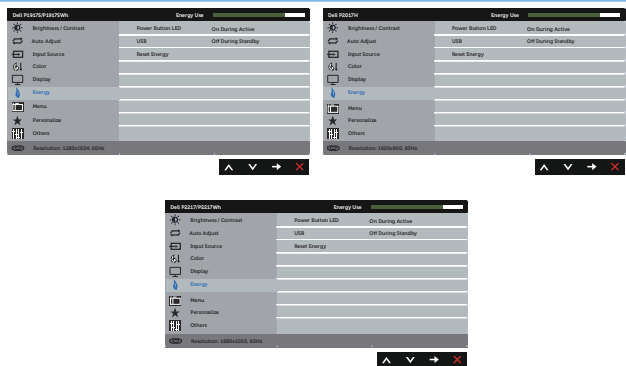 Dell P1917S/P1917SWh Energy Use
Brightness / Contrast Power Button LED On During Active
Auto Adjust USB Off During Standby
Input Source Reset Energy
Color
Display
Energy
Menu
Personalize
Others
Resolution: 1280x1024, 60Hz
Dell P2017H Energy Use
Brightness / Contrast Power Button LED On During Active
Auto Adjust USB Off During Standby
Input Source Reset Energy
Color
Display
Energy
Menu
Personalize
Others
Resolution: 1600x900, 60Hz
Dell P2217/P2217Wh Energy Use
Brightness / Contrast Power Button LED On During Active
Auto Adjust USB Off During Standby
Input Source Reset Energy
Color
Display
Energy
Menu
Personalize
Others
Resolution: 1680x1050, 60Hz